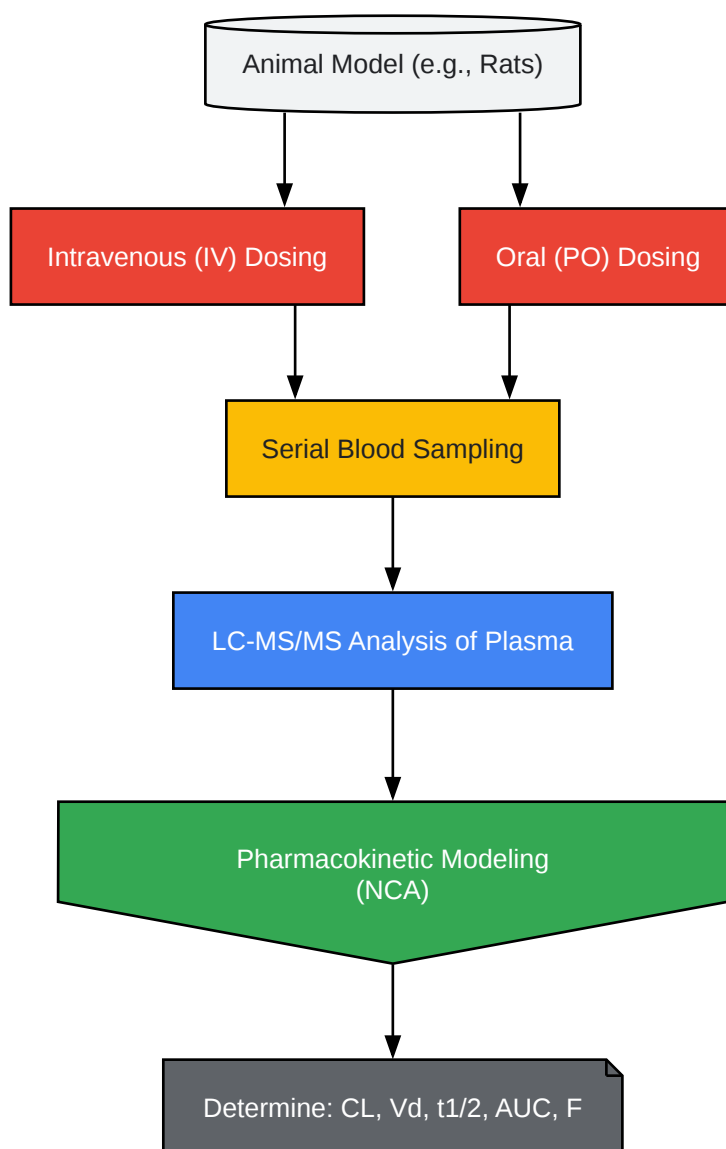 Animal Model (e.g., Rats)
Intravenous (IV) Dosing
Oral (PO) Dosing
Serial Blood Sampling
LC-MS/MS Analysis of Plasma
Pharmacokinetic Modeling
(NCA)
Determine: CL, Vd, t1/2, AUC, F